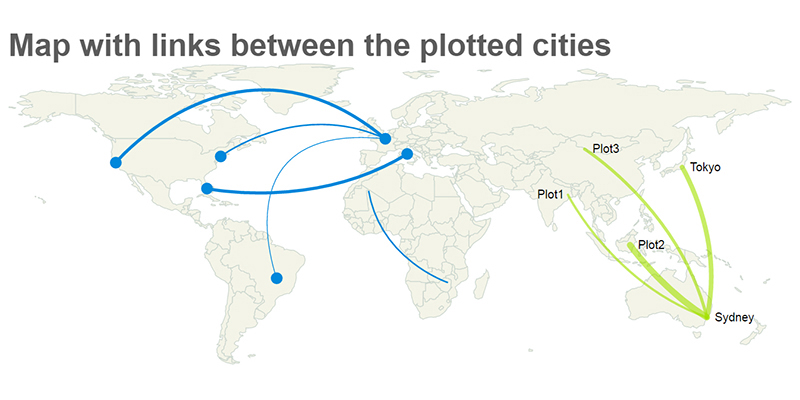 Map with links between the plotted cities
Plot3
Tokyo
Plot1
Plot2
Sydney